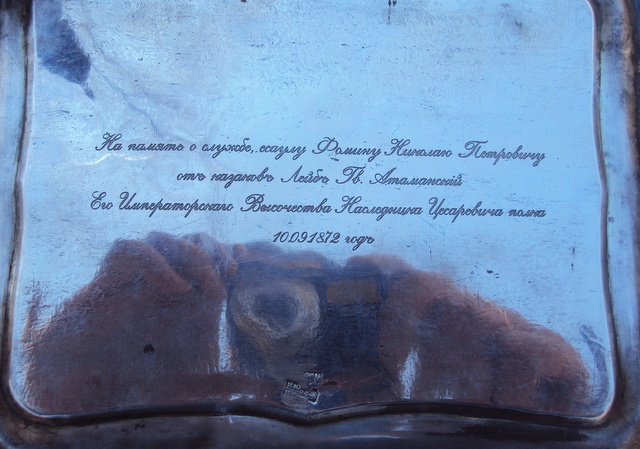 На память о службе, есаулу Фомину Николаю Петровичу
отъ казаковъ Лейбъ Гв. Атаманскій
Его Императорскаго Высочества Наследника Цесаревича полка
10.09.1872 годъ